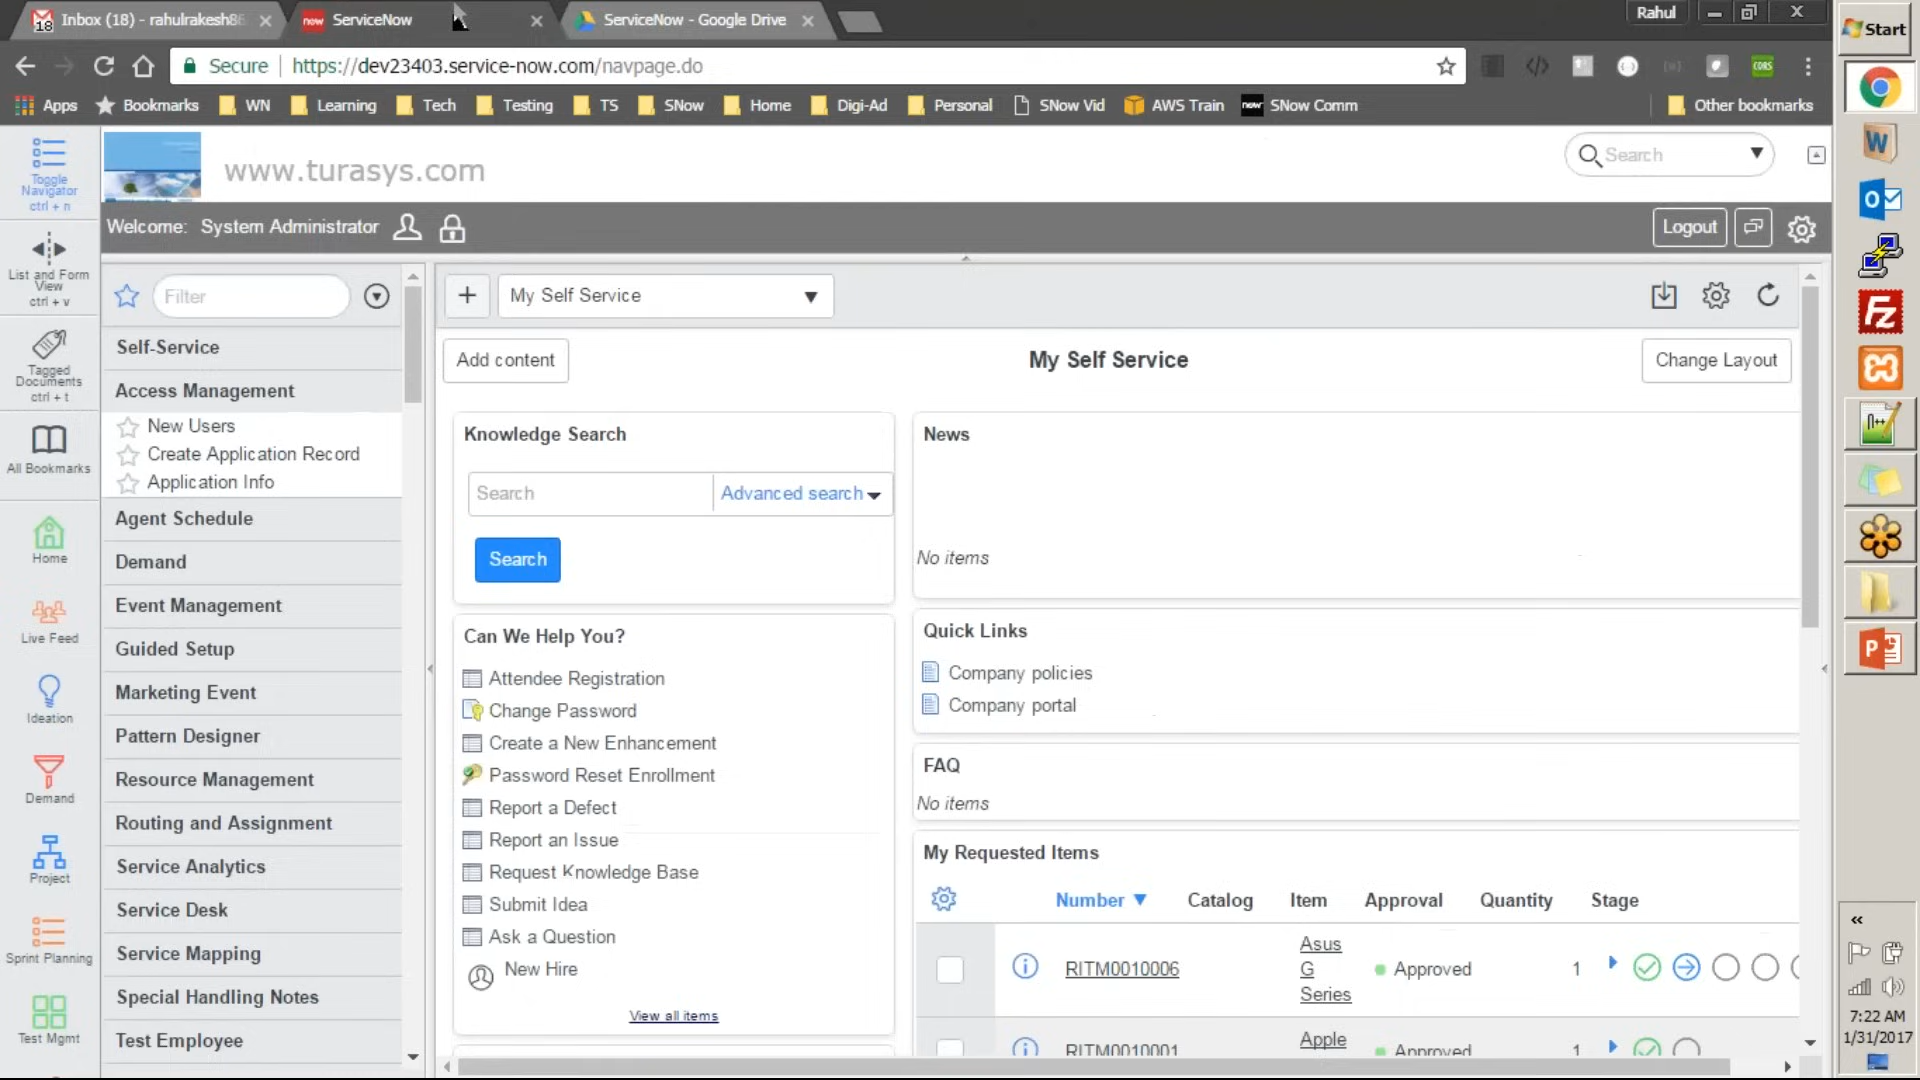 Inbox (18) - rahulrakesh86
18
now
ServiceNow
ServiceNow - Google Drive
Rahul
Start
Secure
https://dev23403.service-now.com/navpage.do
CORS
Apps
Bookmarks
WN
Learning
Tech
Testing
TS
SNow
Home
Digi-Ad
Personal
SNow Vid
AWS Train
now
SNow Comm
Other bookmarks
Toggle
Navigator
ctrl + n
www.turasys.com
Search
Welcome: System Administrator
Logout
List and Form
View
ctrl + v
Filter
My Self Service
Self-Service
Add content
My Self Service
Change Layout
Tagged
Documents
ctrl + t
Access Management
New Users
Create Application Record
Application Info
All Bookmarks
Knowledge Search
Search
Advanced search
Search
News
No items
Agent Schedule
Demand
Event Management
Guided Setup
Marketing Event
Pattern Designer
Resource Management
Routing and Assignment
Service Analytics
Service Desk
Service Mapping
Special Handling Notes
Test Employee
Home
Live Feed
Ideation
Demand
Project
Sprint Planning
Test Mgmt
Can We Help You?
Attendee Registration
Change Password
Create a New Enhancement
Password Reset Enrollment
Report a Defect
Report an Issue
Request Knowledge Base
Submit Idea
Ask a Question
New Hire
View all items
Quick Links
Company policies
Company portal
FAQ
No items
My Requested Items
Number
Catalog
Item
Approval
Quantity
Stage
RITM0010006
Asus
G
Series
Approved
1
RITM0010001
Apple
Approved
1
7:22 AM
1/31/2017